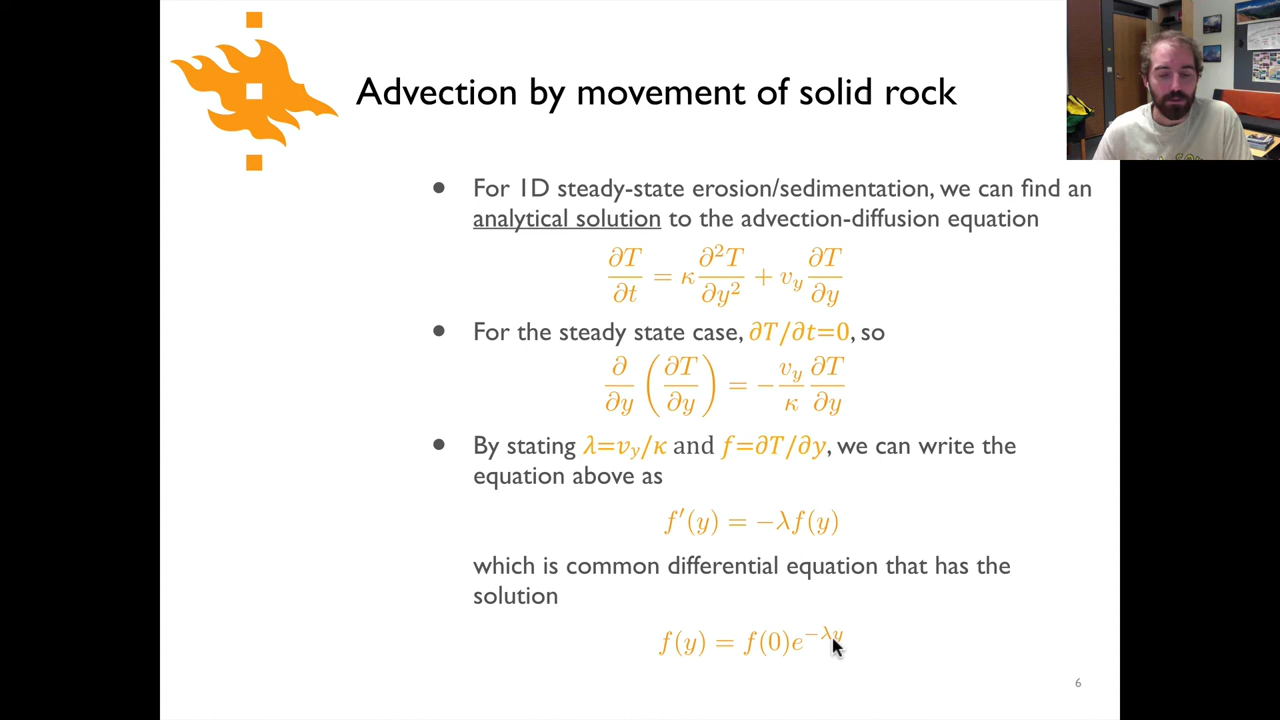 Advection by movement of solid rock
● For 1D steady-state erosion/sedimentation, we can find an
analytical solution to the advection-diffusion equation
∂T/∂t = κ ∂²T/∂y² + v_y ∂T/∂y
● For the steady state case, ∂T/∂t=0, so
∂/∂y (∂T/∂y) = −v_y/κ ∂T/∂y
● By stating λ=v_y/κ and f=∂T/∂y, we can write the
equation above as
f′(y) = −λf(y)
which is common differential equation that has the
solution
f(y) = f(0)e^{−λy}
6